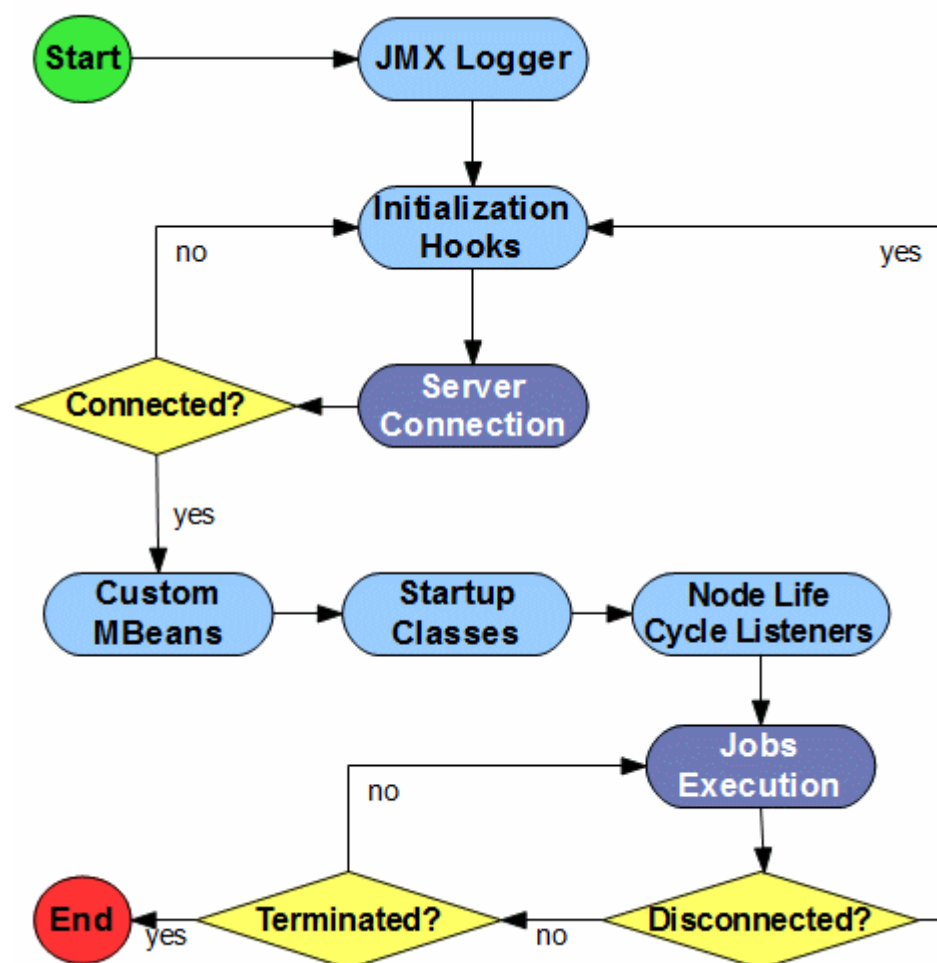 Start
JMX Logger
Initialization
Hooks
no
yes
Connected?
Server
Connection
yes
Custom
MBeans
Startup
Classes
Node Life
Cycle Listeners
Jobs
Execution
no
End
yes
Terminated?
no
Disconnected?